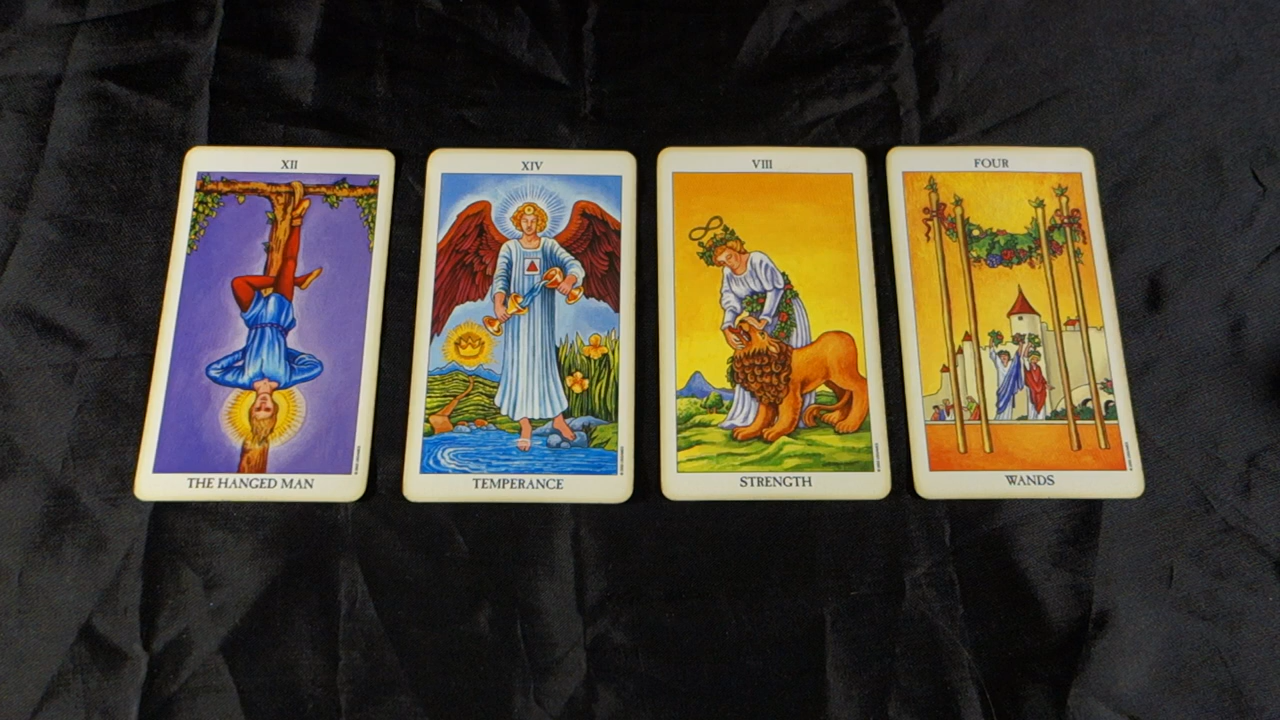 XII
THE HANGED MAN
XIV
TEMPERANCE
VIII
STRENGTH
FOUR
WANDS